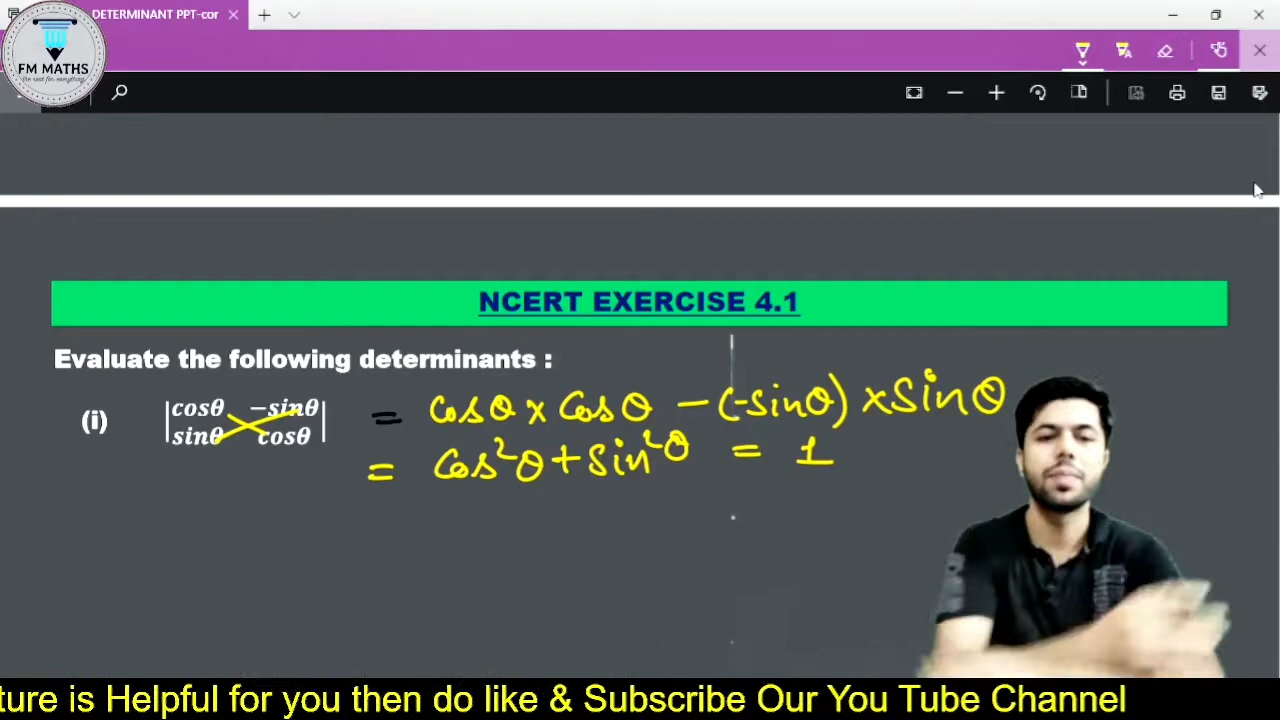 DETERMINANT PPT-cor
FM MATHS
NCERT EXERCISE 4.1
Evaluate the following determinants :
(i) |cosθ −sinθ| = cosθ × cosθ − (-sinθ) × sinθ
|sinθ cosθ|
= cos²θ + sin²θ = 1
ture is Helpful for you then do like & Subscribe Our You Tube Channel